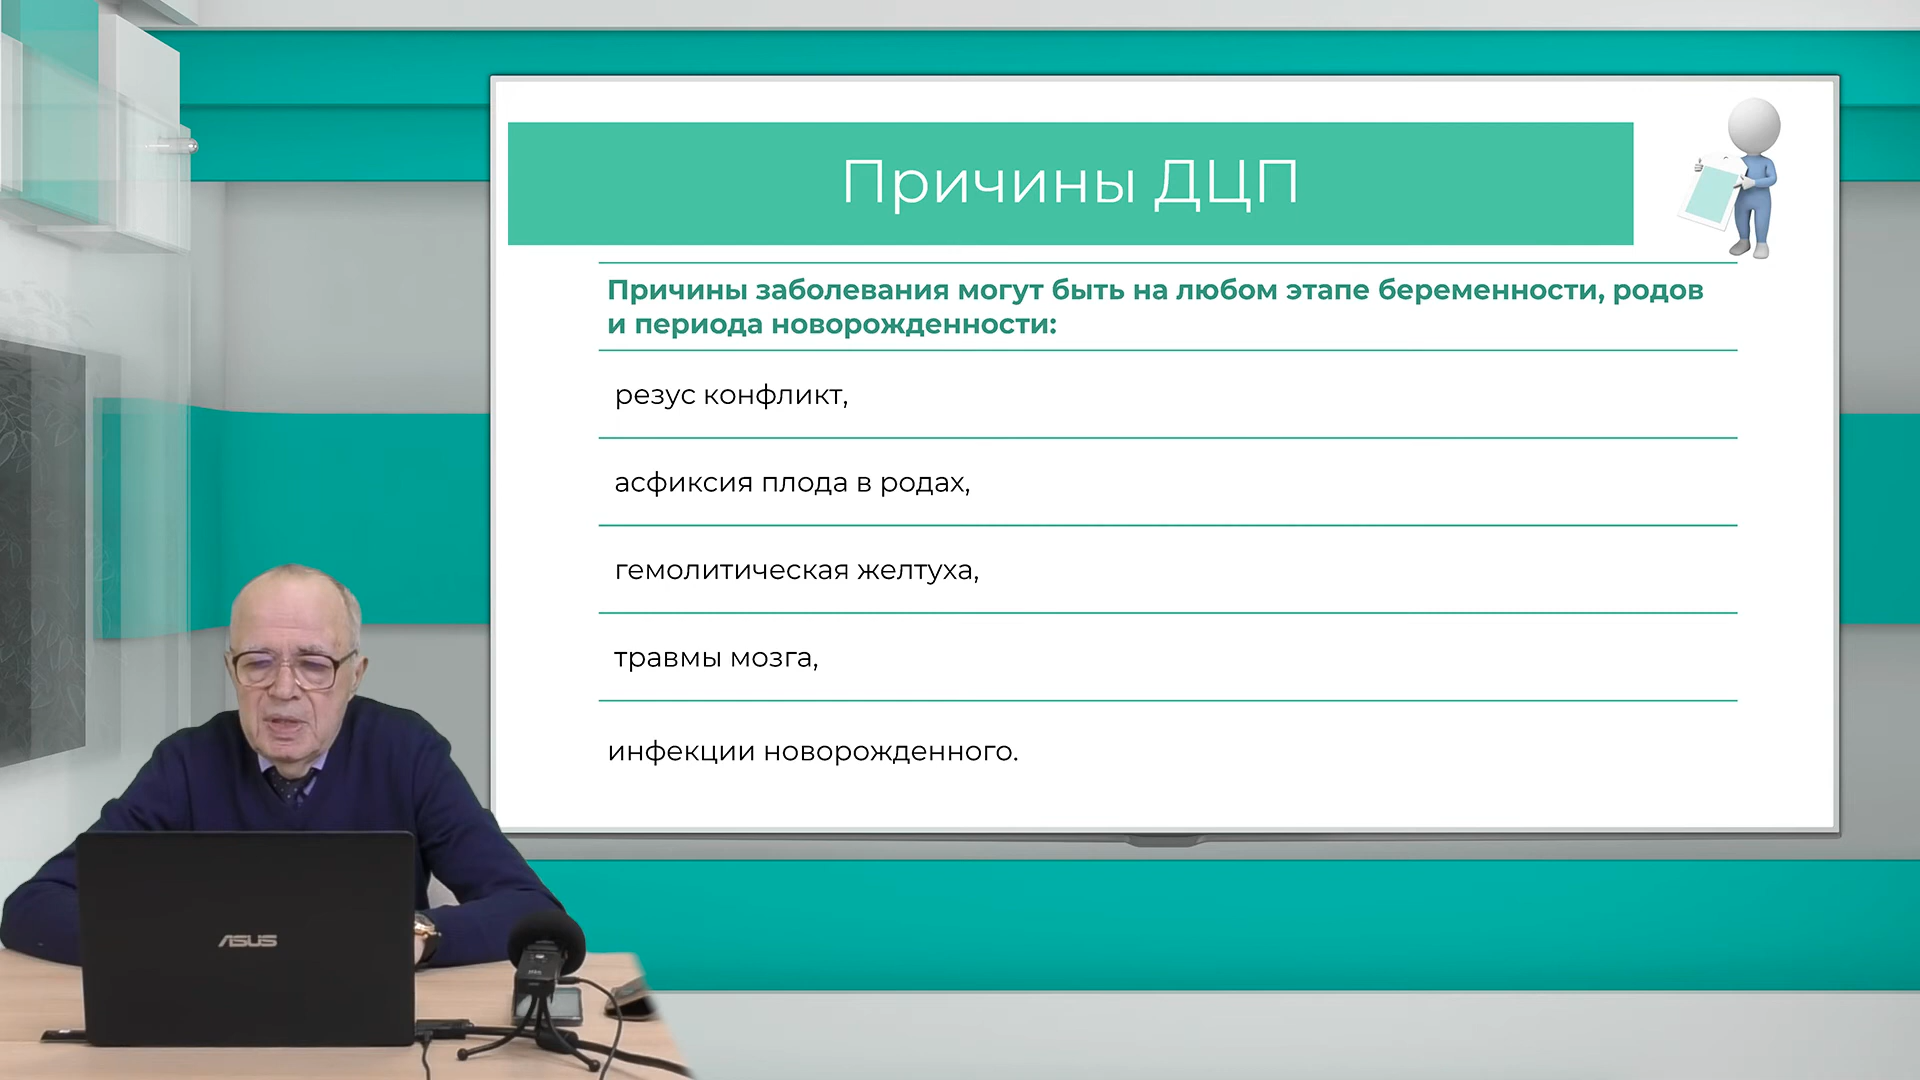 Причины ДЦП
Причины заболевания могут быть на любом этапе беременности, родов
и периода новорожденности:
резус конфликт,
асфиксия плода в родах,
гемолитическая желтуха,
травмы мозга,
инфекции новорожденного.
ASUS